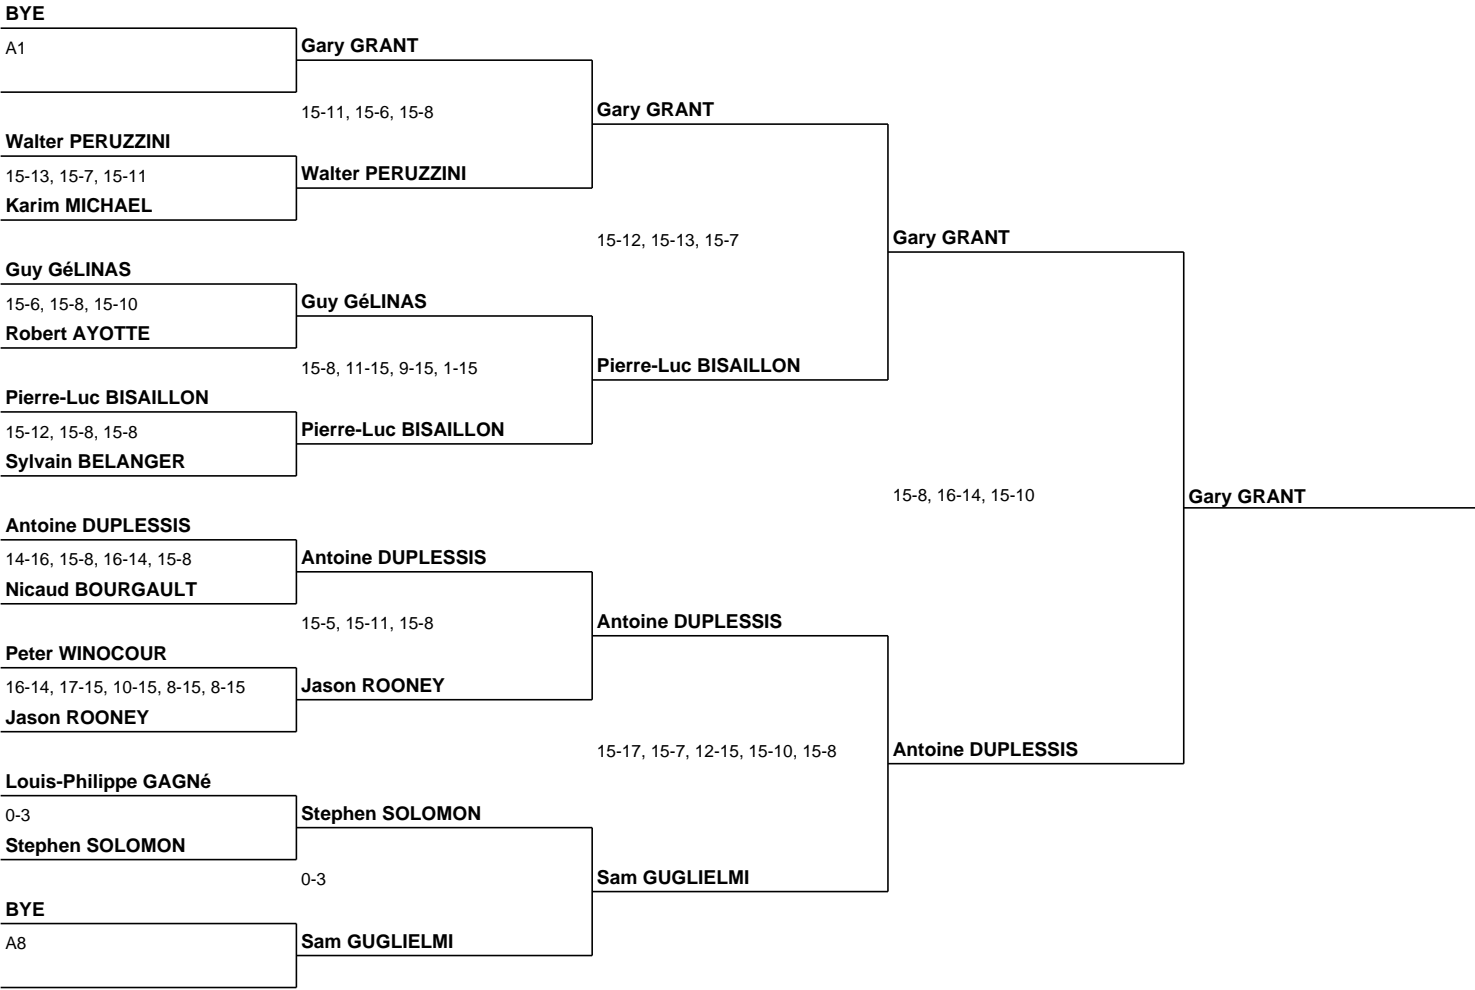 BYE
A1
Gary GRANT
15-11, 15-6, 15-8
Gary GRANT
Walter PERUZZINI
15-13, 15-7, 15-11
Walter PERUZZINI
Karim MICHAEL
15-12, 15-13, 15-7
Gary GRANT
Guy GéLINAS
15-6, 15-8, 15-10
Guy GéLINAS
Robert AYOTTE
15-8, 11-15, 9-15, 1-15
Pierre-Luc BISAILLON
Pierre-Luc BISAILLON
15-12, 15-8, 15-8
Pierre-Luc BISAILLON
Sylvain BELANGER
15-8, 16-14, 15-10
Gary GRANT
Antoine DUPLESSIS
14-16, 15-8, 16-14, 15-8
Antoine DUPLESSIS
Nicaud BOURGAULT
15-5, 15-11, 15-8
Antoine DUPLESSIS
Peter WINOCOUR
16-14, 17-15, 10-15, 8-15, 8-15
Jason ROONEY
Jason ROONEY
15-17, 15-7, 12-15, 15-10, 15-8
Antoine DUPLESSIS
Louis-Philippe GAGNé
0-3
Stephen SOLOMON
Stephen SOLOMON
0-3
Sam GUGLIELMI
BYE
A8
Sam GUGLIELMI